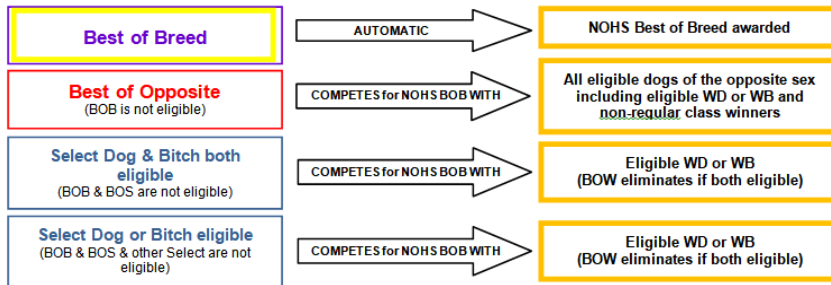 Best of Breed
AUTOMATIC
NOHS Best of Breed awarded
Best of Opposite
(BOB is not eligible)
COMPETES for NOHS BOB WITH
All eligible dogs of the opposite sex
including eligible WD or WB and
non-regular class winners
Select Dog & Bitch both
eligible
(BOB & BOS are not eligible)
COMPETES for NOHS BOB WITH
Eligible WD or WB
(BOW eliminates if both eligible)
Select Dog or Bitch eligible
(BOB & BOS & other Select are not
eligible)
COMPETES for NOHS BOB WITH
Eligible WD or WB
(BOW eliminates if both eligible)